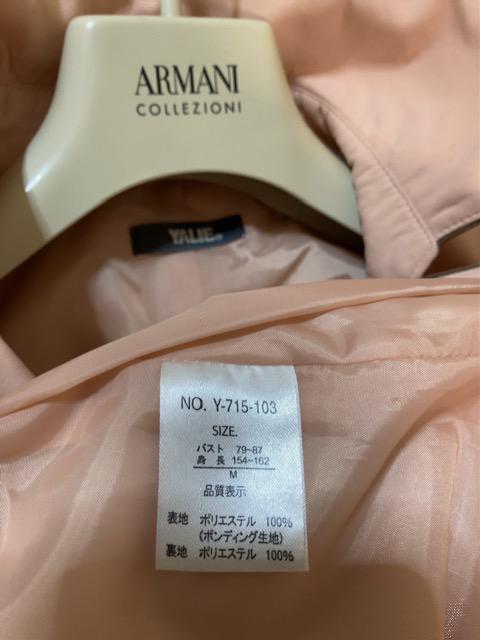 ARMANI
COLLEZIONI
YALIE
NO. Y-715-103
SIZE.
バスト 79~87
身長 154~162
M
品質表示
表地 ポリエステル 100%
(ボンディング生地)
裏地 ポリエステル 100%